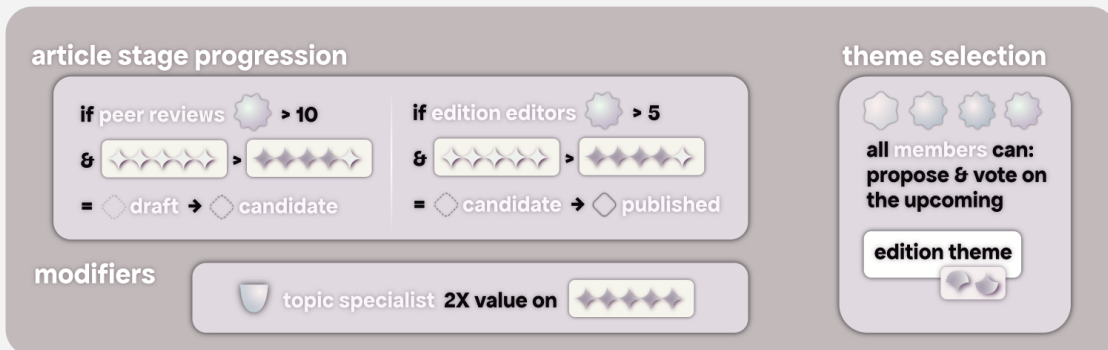 article stage progression
if peer reviews > 10
& >
= draft → candidate
if edition editors > 5
& >
= candidate → published
modifiers
topic specialist 2X value on
theme selection
all members can:
propose & vote on
the upcoming
edition theme